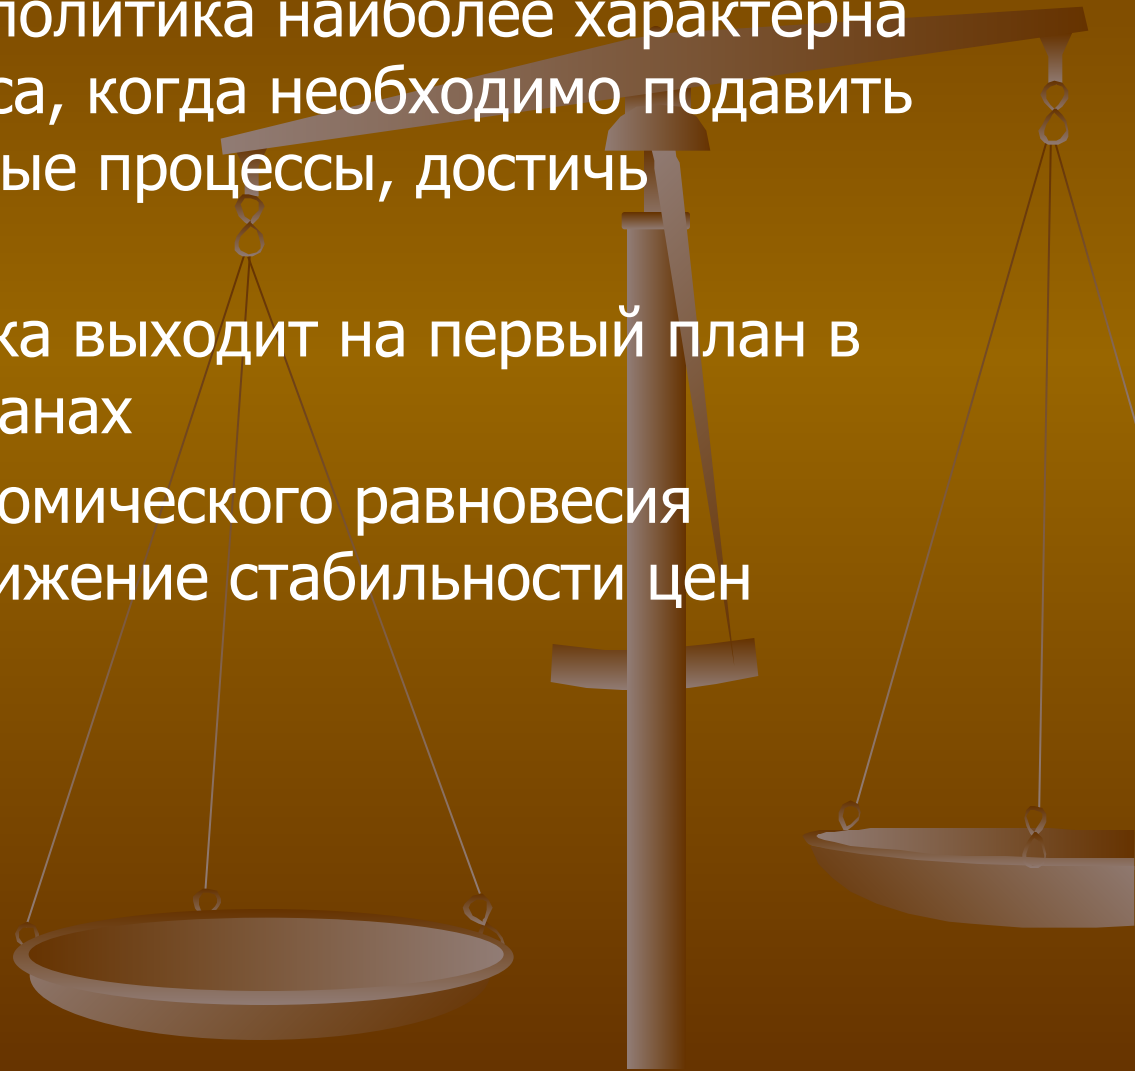 политика наиболее характерна
са, когда необходимо подавить
ые процессы, достичь
ка выходит на первый план в
анах
омического равновесия
ижение стабильности цен